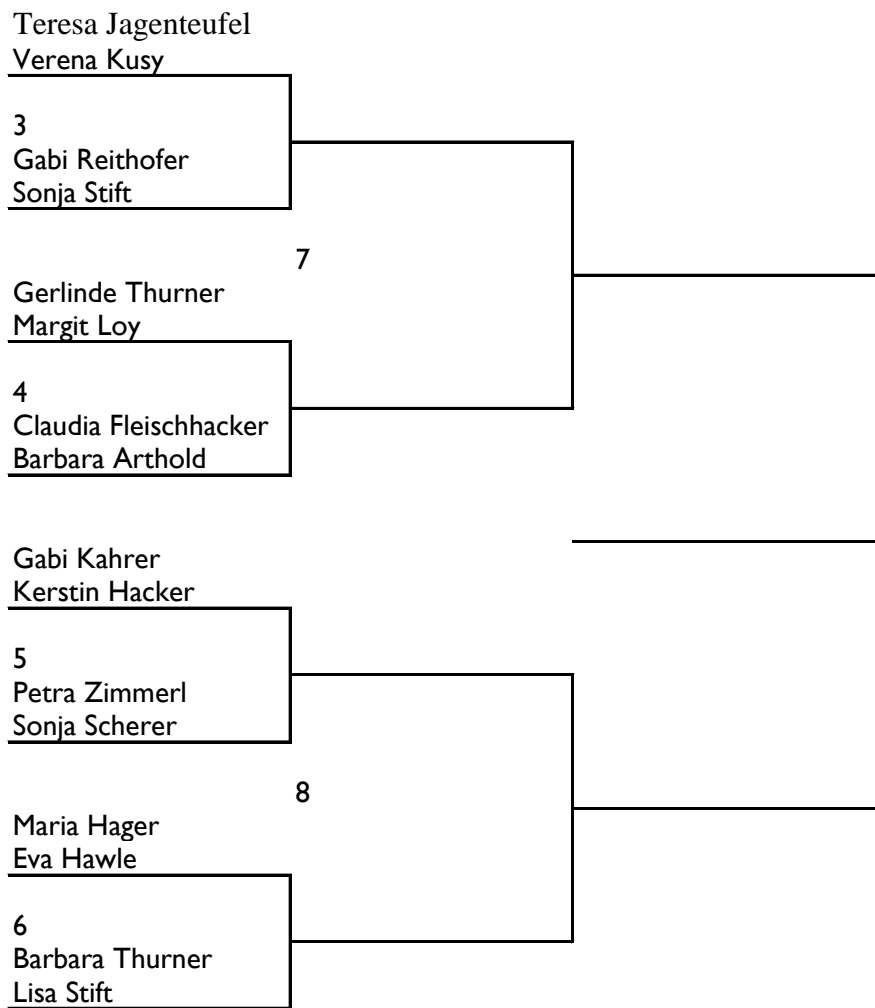 Teresa Jagenteufel
Verena Kusy
3
Gabi Reithofer
Sonja Stift
7
Gerlinde Thurner
Margit Loy
4
Claudia Fleischhacker
Barbara Arthold
Gabi Kahrer
Kerstin Hacker
5
Petra Zimmerl
Sonja Scherer
8
Maria Hager
Eva Hawle
6
Barbara Thurner
Lisa Stift